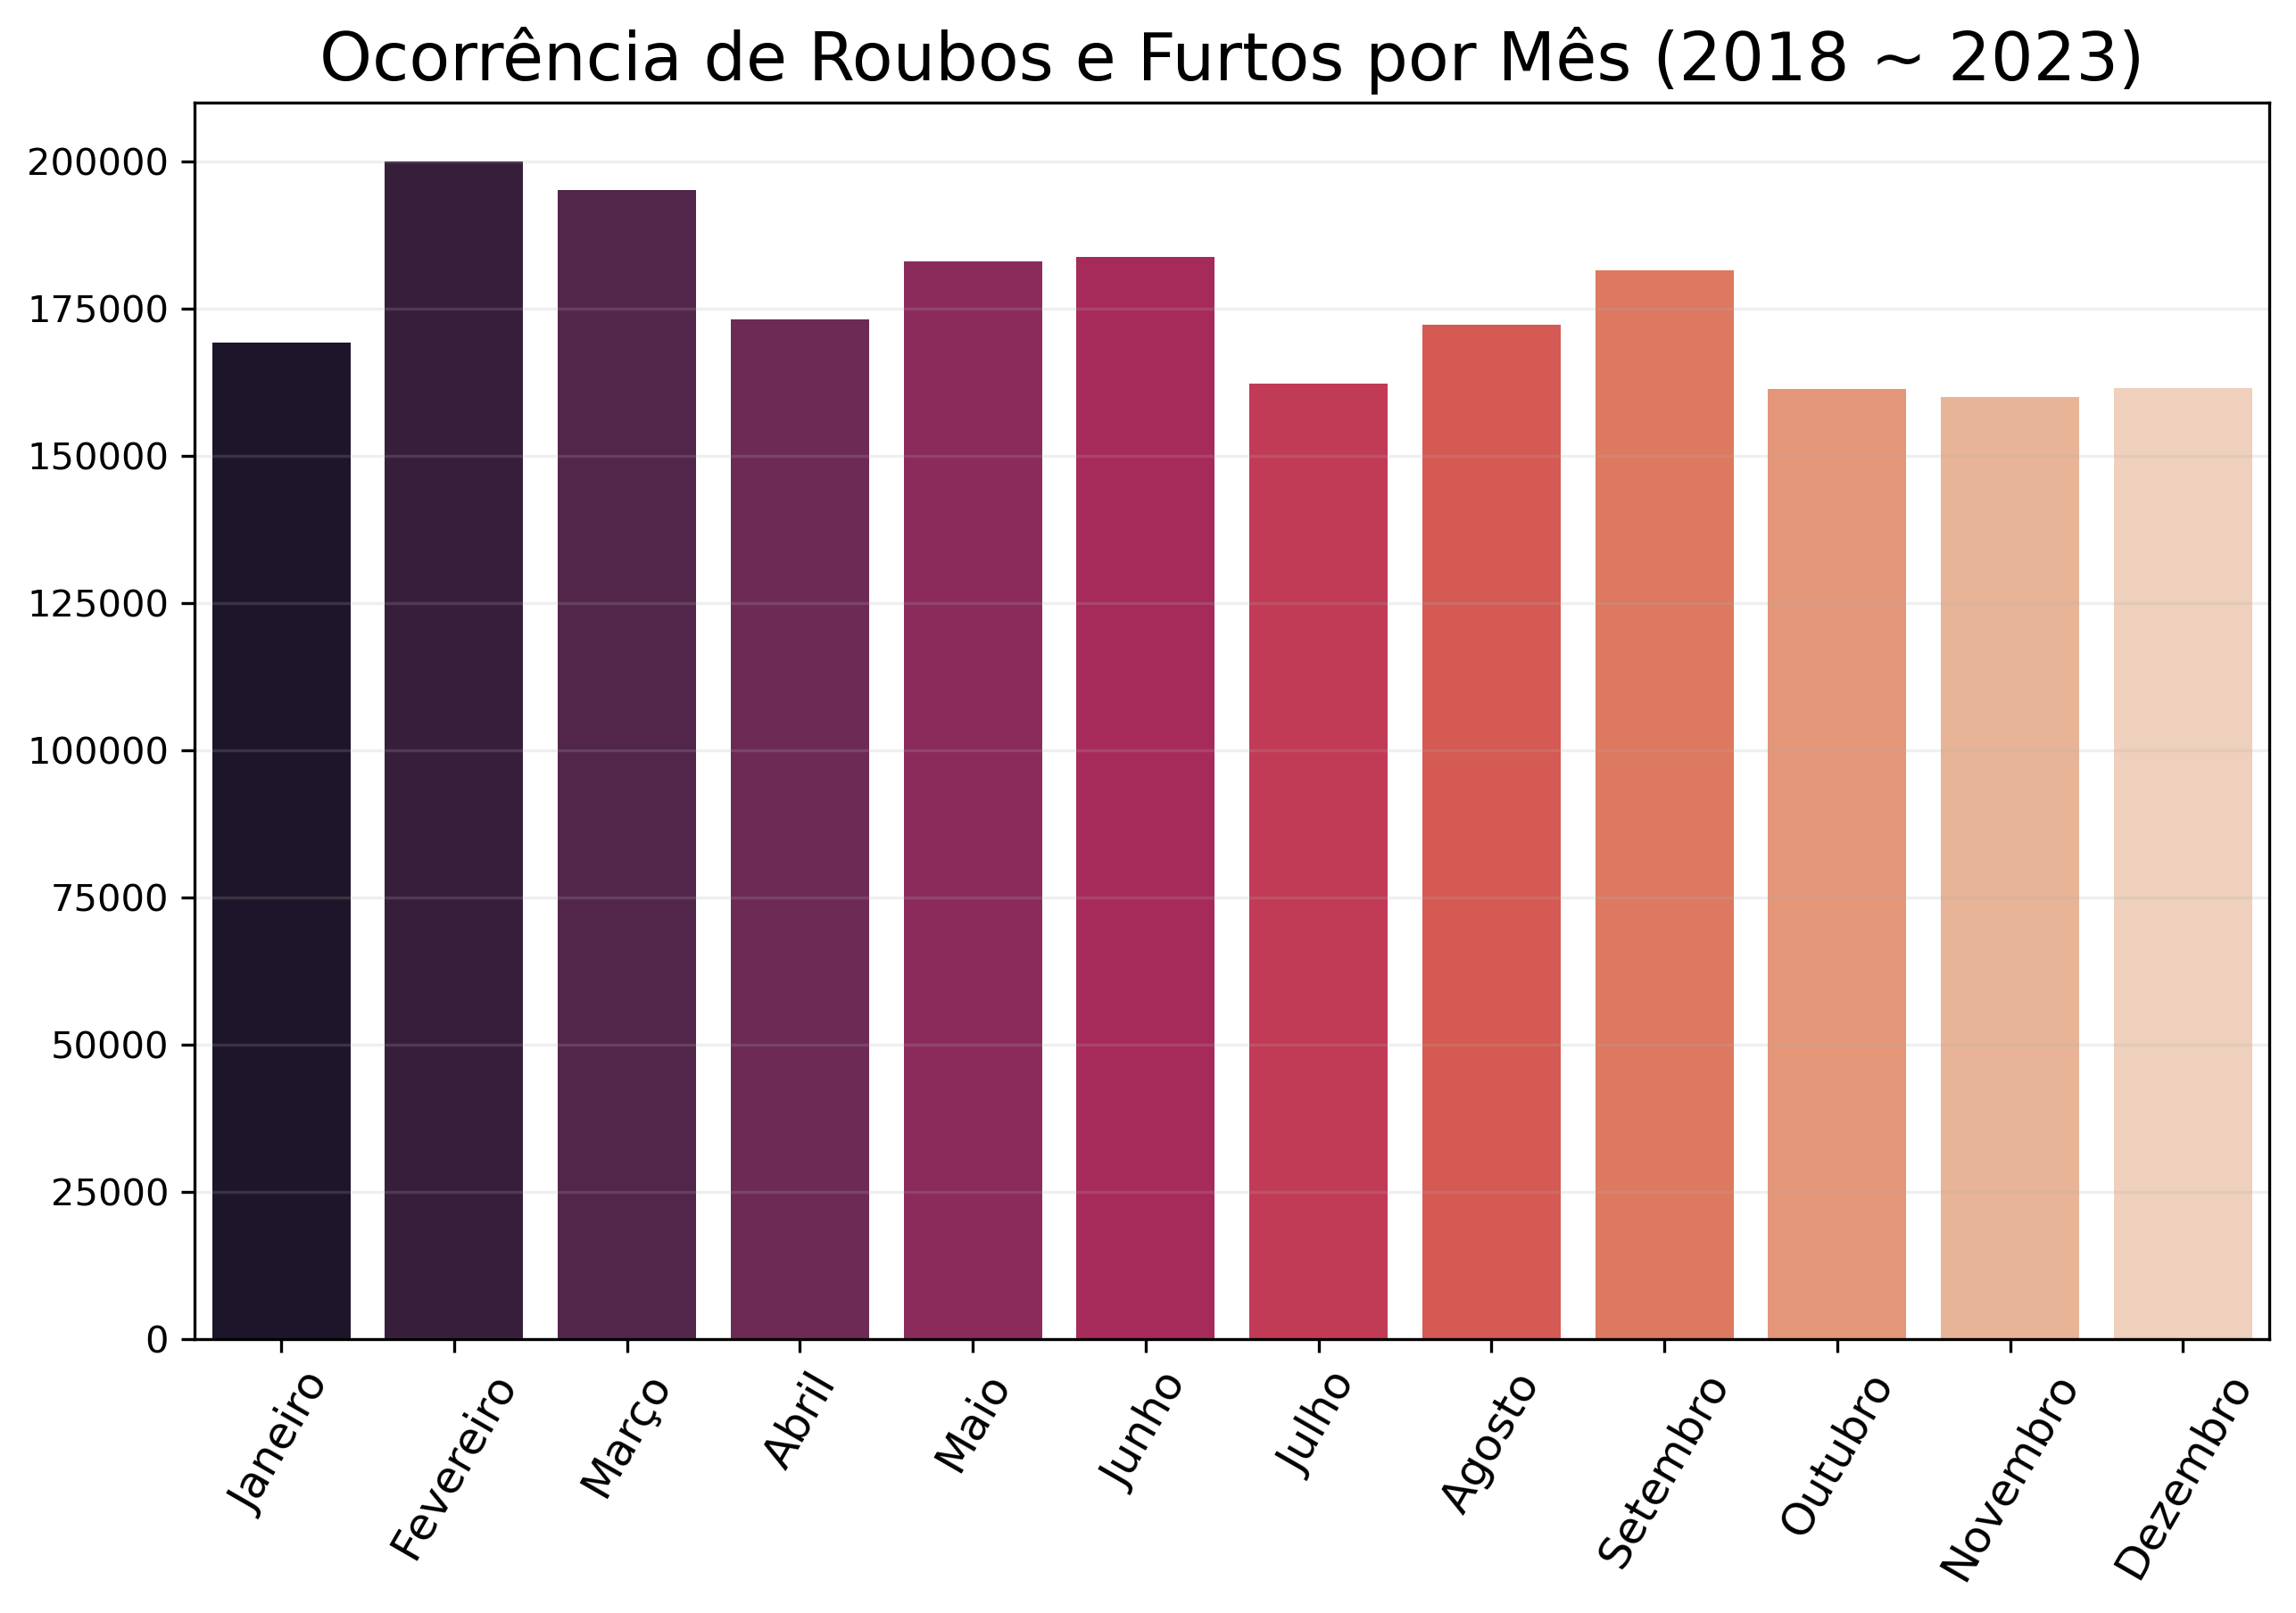 Ocorrência de Roubos e Furtos por Mês (2018 ~ 2023)
200000
175000
150000
125000
100000
75000
50000
25000
0
Janeiro
Fevereiro
Março
Abril
Maio
Junho
Julho
Agosto
Setembro
Outubro
Novembro
Dezembro